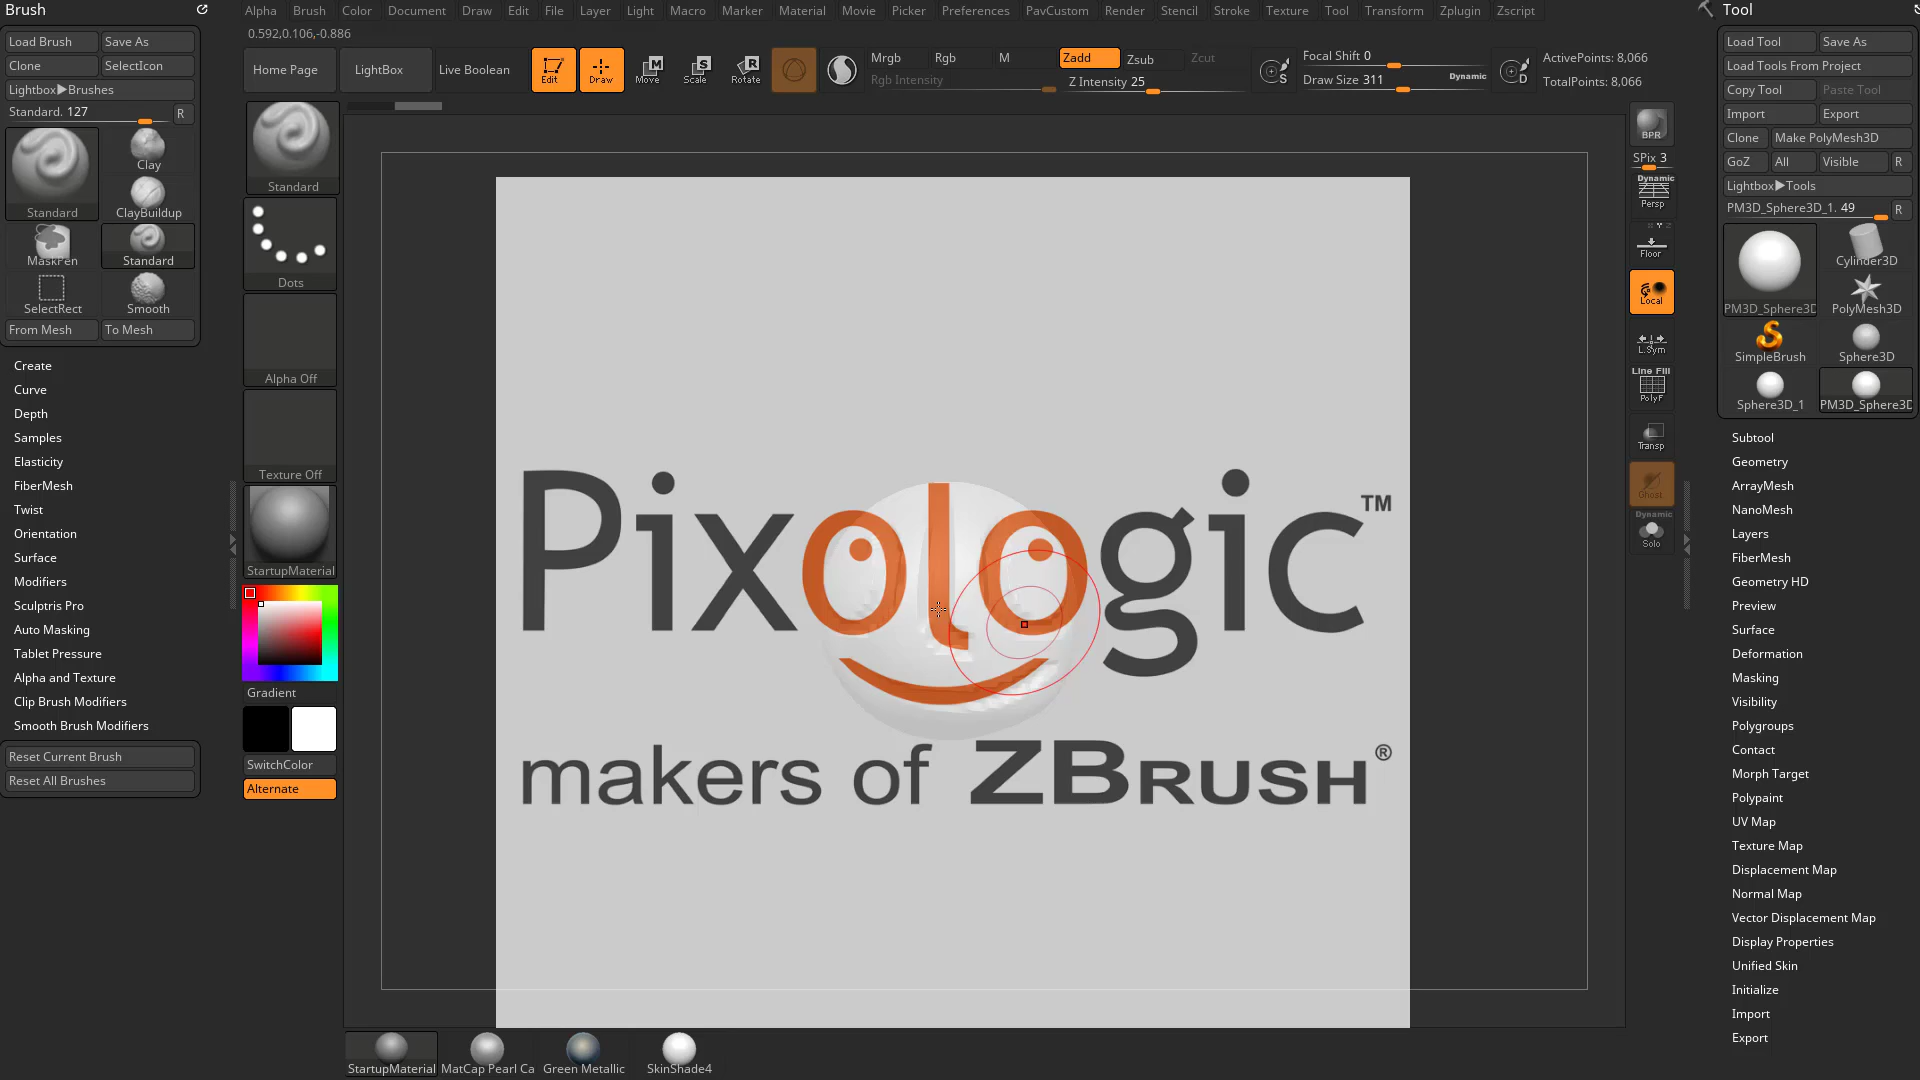 Brush
Load Brush Save As
Clone SelectIcon
Lightbox▶Brushes
Standard. 127 R
Standard
Clay
ClayBuildup
MaskPen
Standard
SelectRect
Smooth
From Mesh To Mesh
Create
Curve
Depth
Samples
Elasticity
FiberMesh
Twist
Orientation
Surface
Modifiers
Sculptris Pro
Auto Masking
Tablet Pressure
Alpha and Texture
Clip Brush Modifiers
Smooth Brush Modifiers
Reset Current Brush
Reset All Brushes
Alpha Brush Color Document Draw Edit File Layer Light Macro Marker Material Movie Picker Preferences PavCustom Render Stencil Stroke Texture Tool Transform Zplugin Zscript
0.592,0.106,-0.886
Home Page LightBox Live Boolean Edit Draw M Move S Scale R Rotate
Mrgb Rgb M Zadd Zsub Zcut
Rgb Intensity Z Intensity 25
S Focal Shift 0
Draw Size 311 Dynamic D
ActivePoints: 8,066
TotalPoints: 8,066
Standard
Dots
Alpha Off
Texture Off
StartupMaterial
Gradient
SwitchColor
Alternate
Pixologic™
makers of ZBRUSH®
StartupMaterial MatCap Pearl Ca Green Metallic SkinShade4
BPR
SPix 3
Dynamic
Persp
Floor
Local
L.Sym
Line Fill
PolyF
Transp
Ghost
Dynamic
Solo
Tool
Load Tool Save As
Load Tools From Project
Copy Tool Paste Tool
Import Export
Clone Make PolyMesh3D
GoZ All Visible R
Lightbox▶Tools
PM3D_Sphere3D_1. 49 R
PM3D_Sphere3D
Cylinder3D
PolyMesh3D
SimpleBrush
Sphere3D
Sphere3D_1
PM3D_Sphere3D
Subtool
Geometry
ArrayMesh
NanoMesh
Layers
FiberMesh
Geometry HD
Preview
Surface
Deformation
Masking
Visibility
Polygroups
Contact
Morph Target
Polypaint
UV Map
Texture Map
Displacement Map
Normal Map
Vector Displacement Map
Display Properties
Unified Skin
Initialize
Import
Export